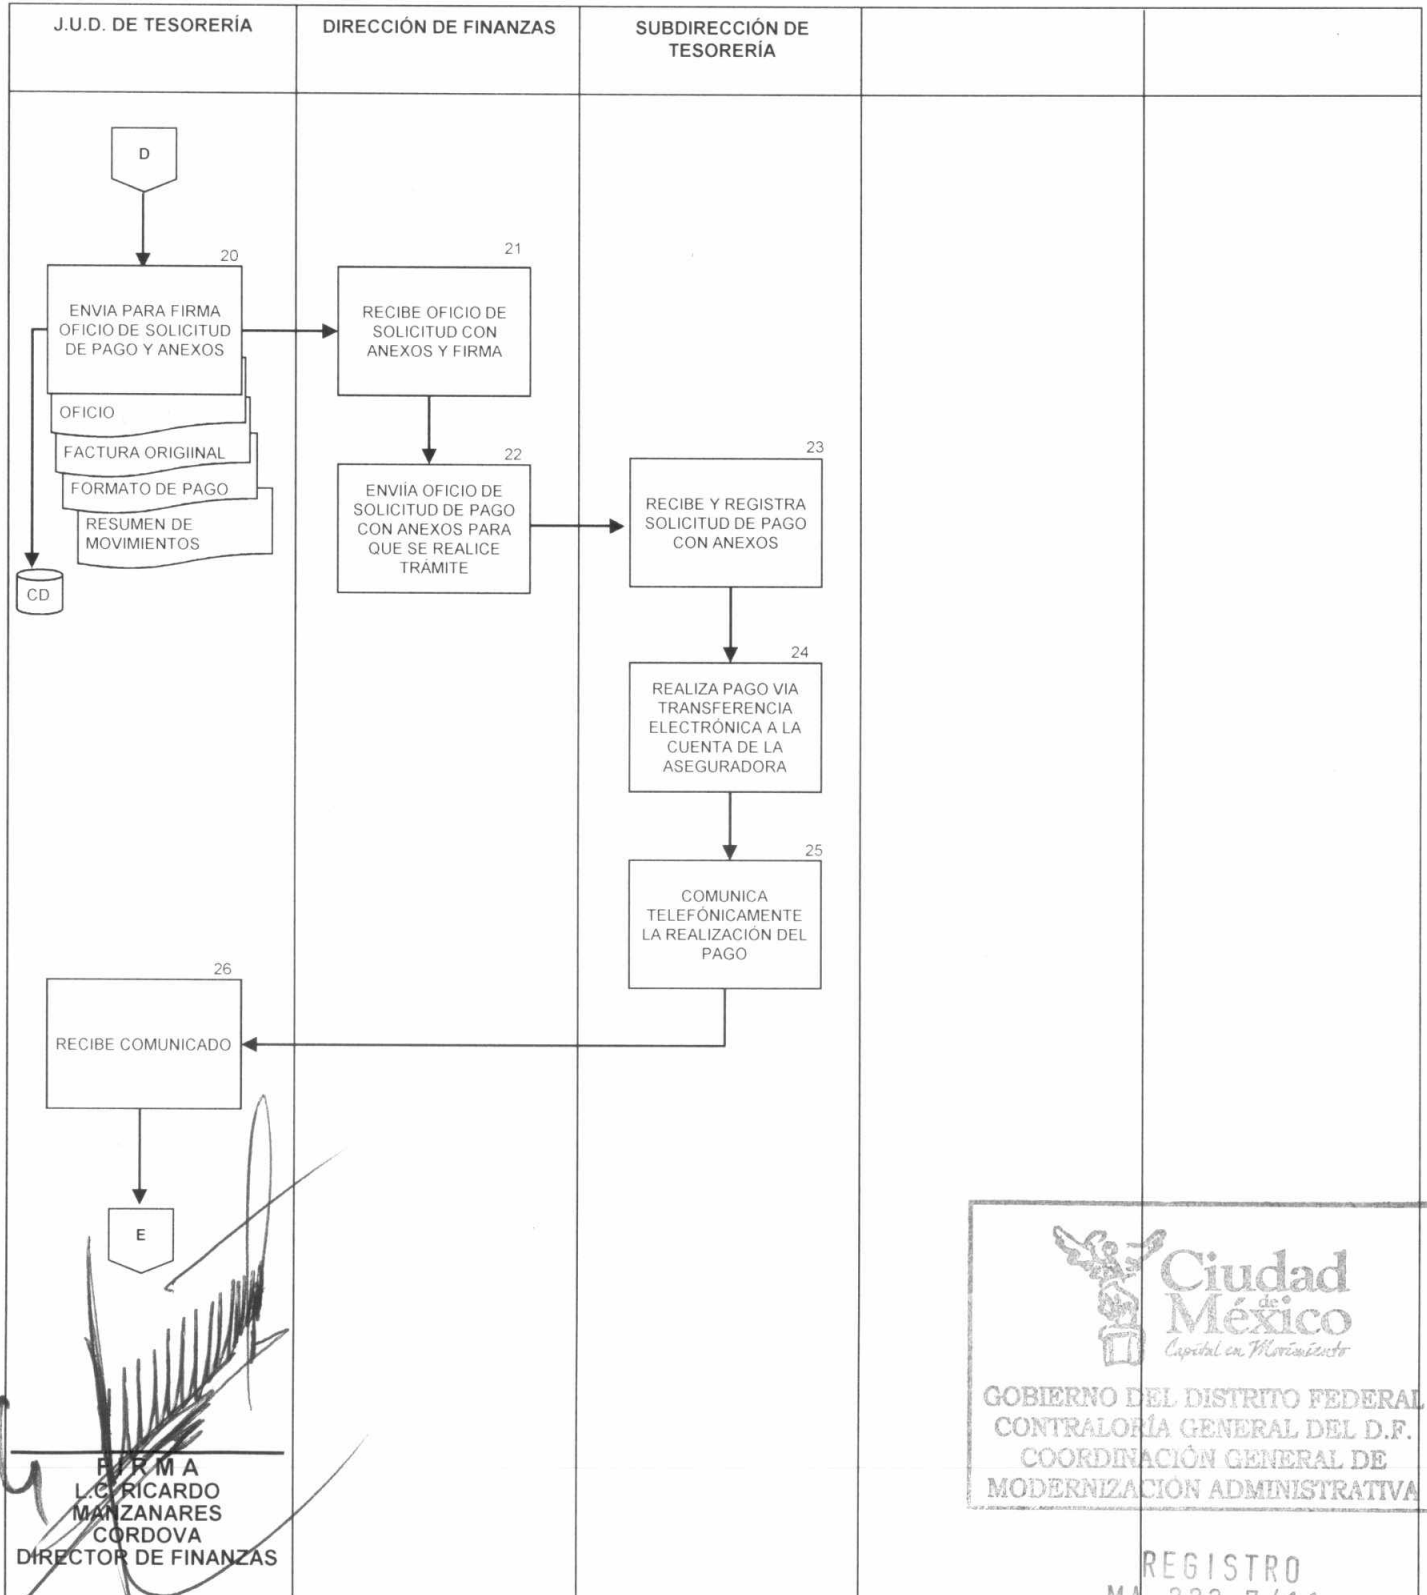 J.U.D. DE TESORERÍA
DIRECCIÓN DE FINANZAS
SUBDIRECCIÓN DE
TESORERÍA
D
20
ENVIA PARA FIRMA
OFICIO DE SOLICITUD
DE PAGO Y ANEXOS
OFICIO
FACTURA ORIGIINAL
FORMATO DE PAGO
RESUMEN DE
MOVIMIENTOS
CD
21
RECIBE OFICIO DE
SOLICITUD CON
ANEXOS Y FIRMA
22
ENVIÍA OFICIO DE
SOLICITUD DE PAGO
CON ANEXOS PARA
QUE SE REALICE
TRÁMITE
23
RECIBE Y REGISTRA
SOLICITUD DE PAGO
CON ANEXOS
24
REALIZA PAGO VIA
TRANSFERENCIA
ELECTRÓNICA A LA
CUENTA DE LA
ASEGURADORA
25
COMUNICA
TELEFÓNICAMENTE
LA REALIZACIÓN DEL
PAGO
26
RECIBE COMUNICADO
E
FIRMA
L.C. RICARDO
MANZANARES
CORDOVA
DIRECTOR DE FINANZAS
Ciudad
de
México
Capital en Movimiento
GOBIERNO DEL DISTRITO FEDERAL
CONTRALORÍA GENERAL DEL D.F.
COORDINACIÓN GENERAL DE
MODERNIZACIÓN ADMINISTRATIVA
REGISTRO